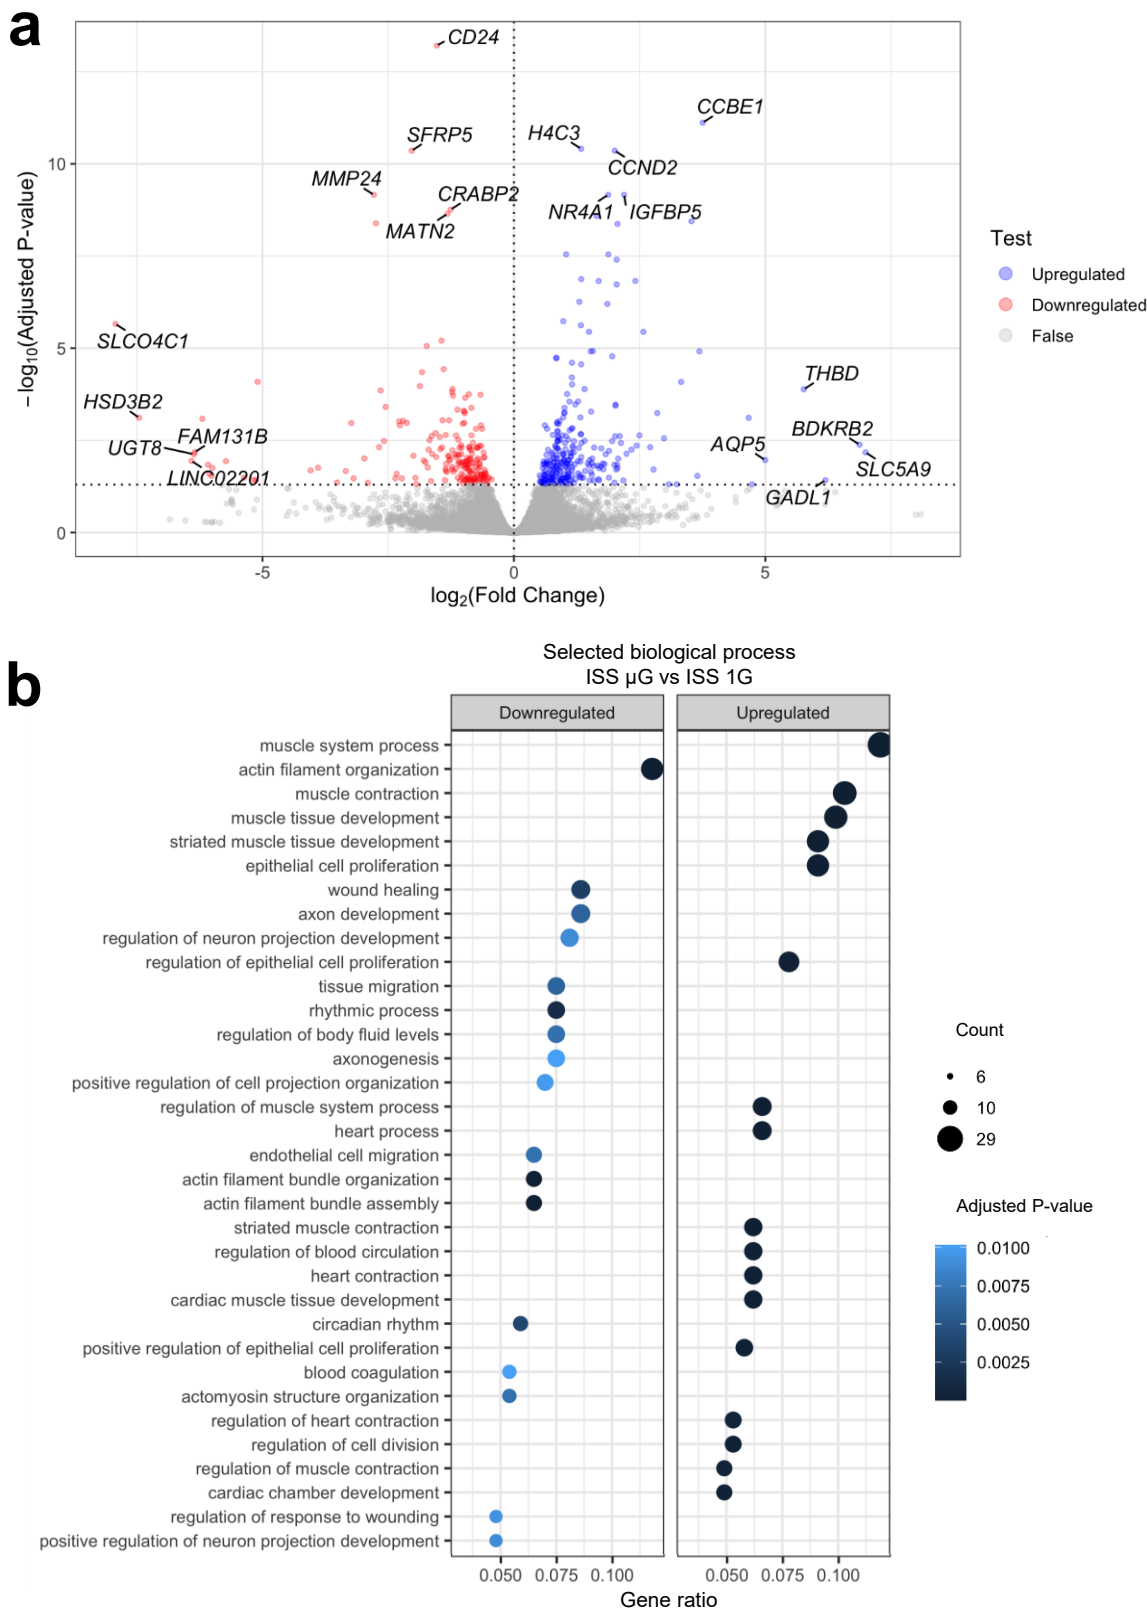 a
CD24
CCBE1
SFRP5
H4C3
CCND2
MMP24
CRABP2
NR4A1
IGFBP5
MATN2
SLCO4C1
THBD
HSD3B2
BDKRB2
FAM131B
UGT8
AQP5
SLC5A9
LINC02201
GADL1
10
5
0
−log10(Adjusted P-value)
-5
0
5
log2(Fold Change)
Test
Upregulated
Downregulated
False
b
Selected biological process
ISS µG vs ISS 1G
Downregulated
Upregulated
muscle system process
actin filament organization
muscle contraction
muscle tissue development
striated muscle tissue development
epithelial cell proliferation
wound healing
axon development
regulation of neuron projection development
regulation of epithelial cell proliferation
tissue migration
rhythmic process
regulation of body fluid levels
axonogenesis
positive regulation of cell projection organization
regulation of muscle system process
heart process
endothelial cell migration
actin filament bundle organization
actin filament bundle assembly
striated muscle contraction
regulation of blood circulation
heart contraction
cardiac muscle tissue development
circadian rhythm
positive regulation of epithelial cell proliferation
blood coagulation
actomyosin structure organization
regulation of heart contraction
regulation of cell division
regulation of muscle contraction
cardiac chamber development
regulation of response to wounding
positive regulation of neuron projection development
0.050 0.075 0.100
0.050 0.075 0.100
Gene ratio
Count
6
10
29
Adjusted P-value
0.0100
0.0075
0.0050
0.0025